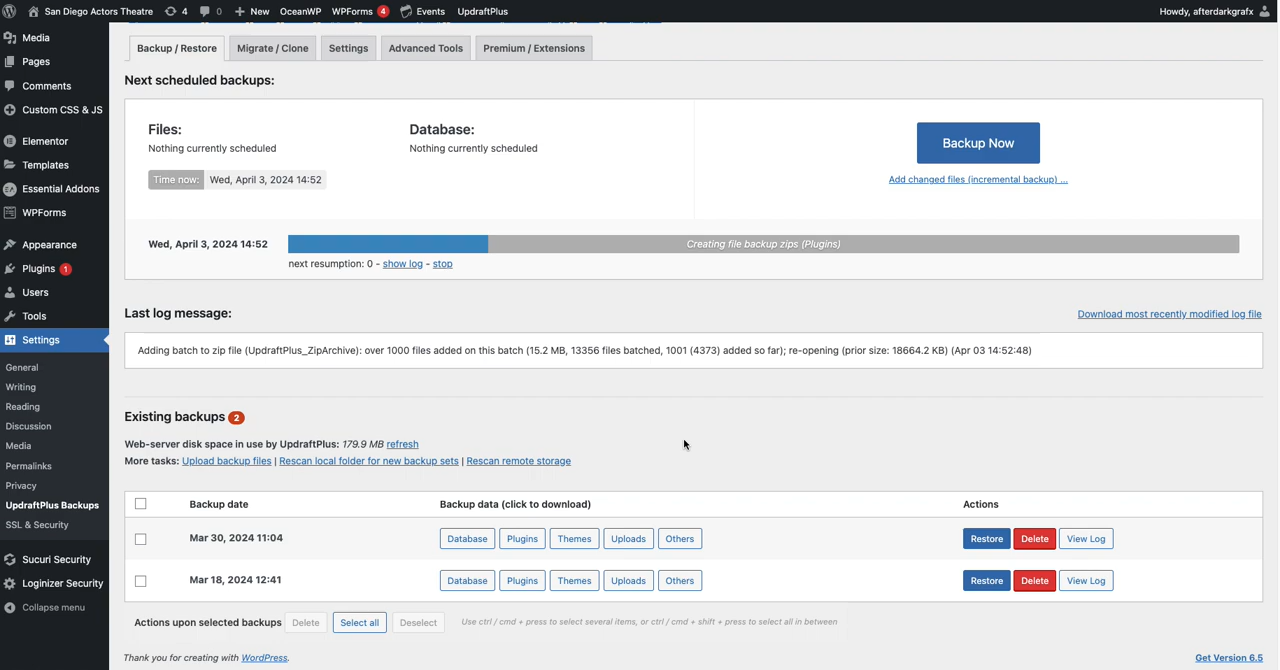 San Diego Actors Theatre 4 0 New OceanWP WPForms 4 Events UpdraftPlus Howdy, afterdarkgrafx
Media
Pages
Comments
Custom CSS & JS
Elementor
Templates
Essential Addons
WPForms
Appearance
Plugins 1
Users
Tools
Settings
General
Writing
Reading
Discussion
Media
Permalinks
Privacy
UpdraftPlus Backups
SSL & Security
Sucuri Security
Loginizer Security
Collapse menu
Backup / Restore Migrate / Clone Settings Advanced Tools Premium / Extensions
Next scheduled backups:
Files: Database:
Nothing currently scheduled Nothing currently scheduled
Backup Now
Time now: Wed, April 3, 2024 14:52
Add changed files (incremental backup) ...
Wed, April 3, 2024 14:52 Creating file backup zips (Plugins)
next resumption: 0 - show log - stop
Last log message: Download most recently modified log file
Adding batch to zip file (UpdraftPlus_ZipArchive): over 1000 files added on this batch (15.2 MB, 13356 files batched, 1001 (4373) added so far); re-opening (prior size: 18664.2 KB) (Apr 03 14:52:48)
Existing backups 2
Web-server disk space in use by UpdraftPlus: 179.9 MB refresh
More tasks: Upload backup files | Rescan local folder for new backup sets | Rescan remote storage
Backup date Backup data (click to download) Actions
Mar 30, 2024 11:04 Database Plugins Themes Uploads Others Restore Delete View Log
Mar 18, 2024 12:41 Database Plugins Themes Uploads Others Restore Delete View Log
Actions upon selected backups Delete Select all Deselect Use ctrl / cmd + press to select several items, or ctrl / cmd + shift + press to select all in between
Thank you for creating with WordPress. Get Version 6.5